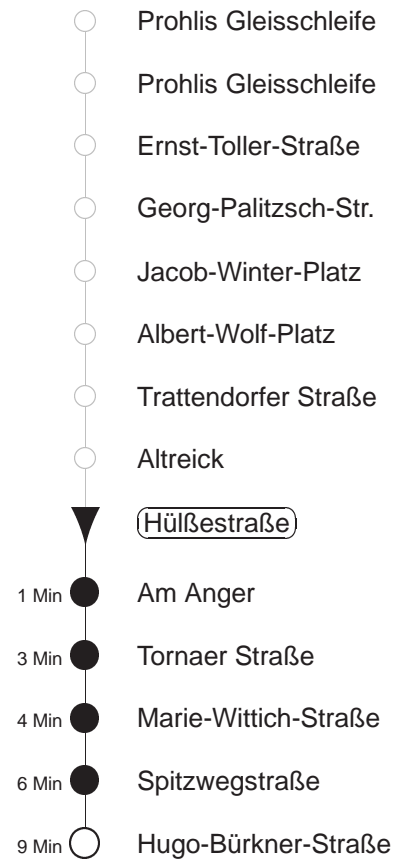 Prohlis Gleisschleife
Prohlis Gleisschleife
Ernst-Toller-Straße
Georg-Palitzsch-Str.
Jacob-Winter-Platz
Albert-Wolf-Platz
Trattendorfer Straße
Altreick
Hülßestraße
1 Min Am Anger
3 Min Tornaer Straße
4 Min Marie-Wittich-Straße
6 Min Spitzwegstraße
9 Min Hugo-Bürkner-Straße